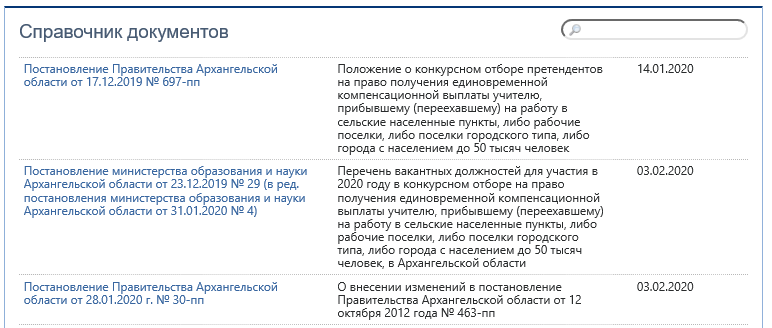 Справочник документов
Постановление Правительства Архангельской
области от 17.12.2019 № 697-пп
Положение о конкурсном отборе претендентов
на право получения единовременной
компенсационной выплаты учителю,
прибывшему (переехавшему) на работу в
сельские населенные пункты, либо рабочие
поселки, либо поселки городского типа, либо
города с населением до 50 тысяч человек
14.01.2020
Постановление министерства образования и науки
Архангельской области от 23.12.2019 № 29 (в ред.
постановления министерства образования и науки
Архангельской области от 31.01.2020 № 4)
Перечень вакантных должностей для участия в
2020 году в конкурсном отборе на право
получения единовременной компенсационной
выплаты учителю, прибывшему (переехавшему)
на работу в сельские населенные пункты, либо
рабочие поселки, либо поселки городского
типа, либо города с населением до 50 тысяч
человек, в Архангельской области
03.02.2020
Постановление Правительства Архангельской
области от 28.01.2020 г. № 30-пп
О внесении изменений в постановление
Правительства Архангельской области от 12
октября 2012 года № 463-пп
03.02.2020